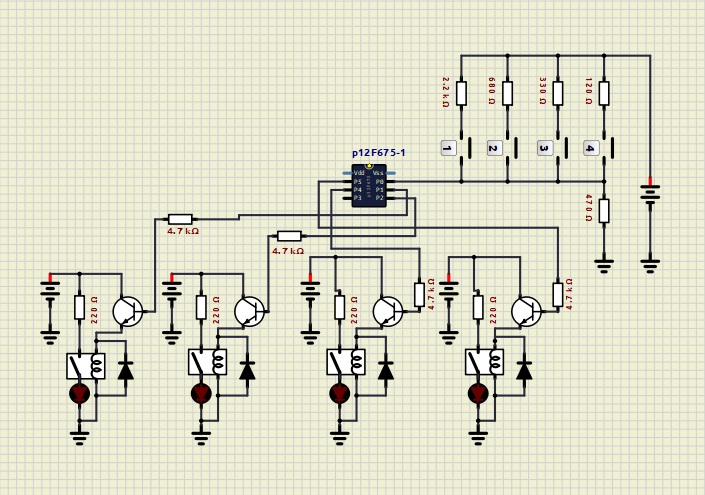 2.2 kΩ
680 Ω
330 Ω
120 Ω
1
2
3
4
p12F675-1
Vdd
Vss
P5
P0
P4
P1
P3
P2
470 Ω
4.7 kΩ
4.7 kΩ
220 Ω
220 Ω
220 Ω
4.7 kΩ
220 Ω
4.7 kΩ